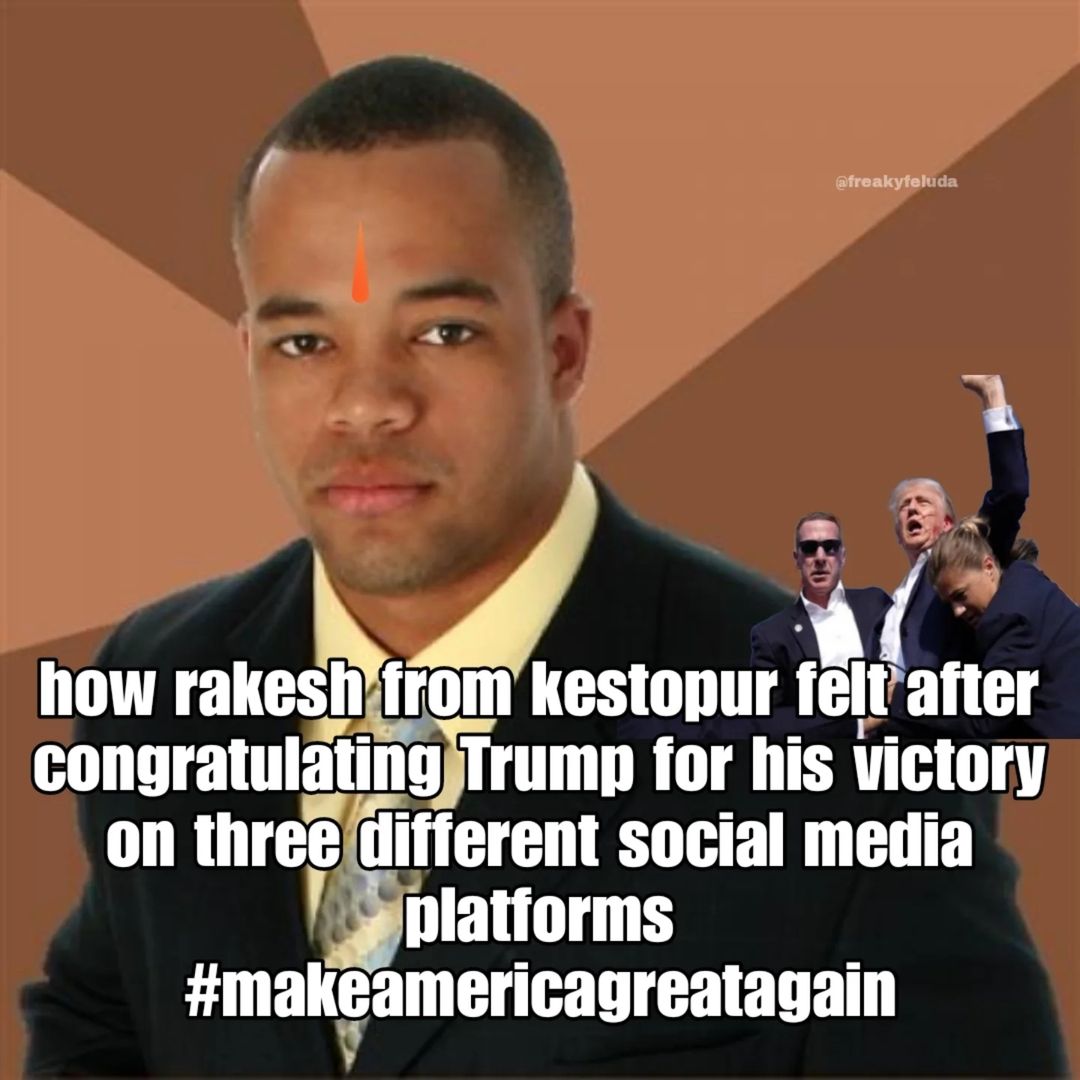 @freakyfeluda
how rakesh from kestopur felt after
congratulating Trump for his victory
on three different social media
platforms
#makeamericagreatagain